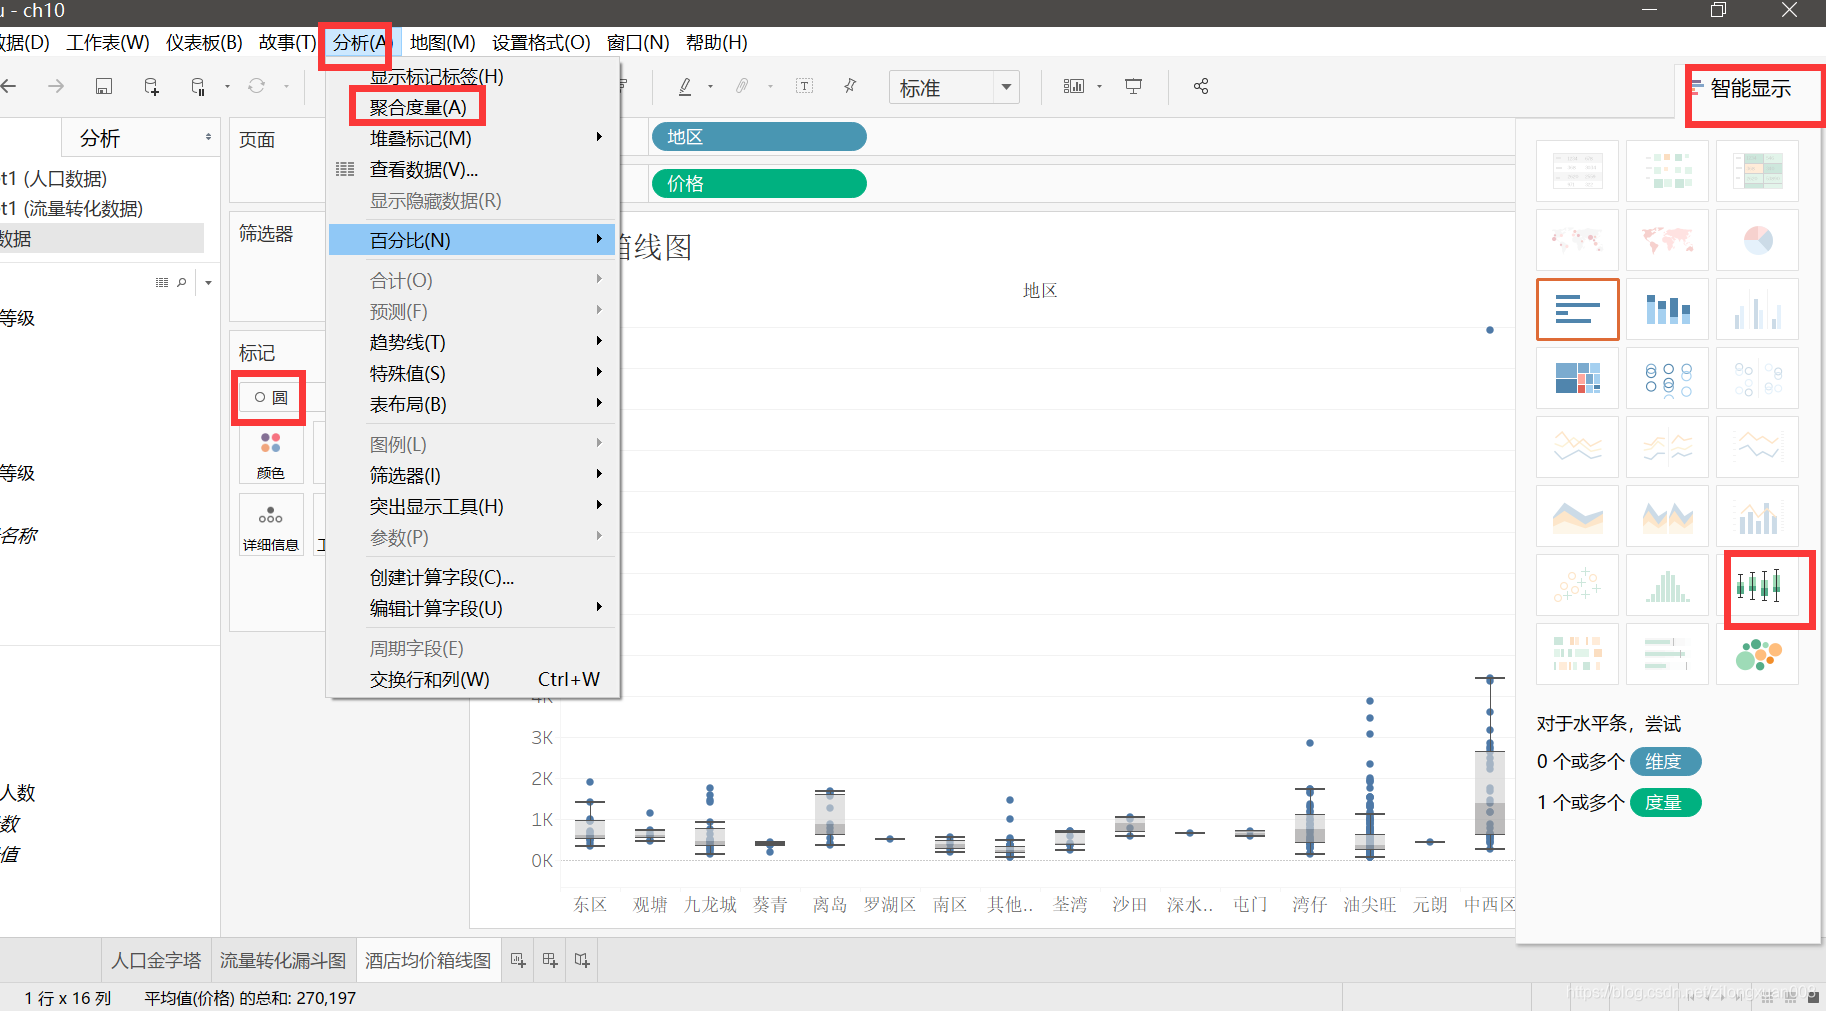 u - ch10
数据(D) 工作表(W) 仪表板(B) 故事(T) 分析(A 地图(M) 设置格式(O) 窗口(N) 帮助(H)
标准
智能显示
分析
页面
t1 (人口数据)
t1 (流量转化数据)
数据
等级
等级
名称
人数
数
值
筛选器
标记
圆
颜色
详细信息
工
显示标记标签(H)
聚合度量(A)
堆叠标记(M)
查看数据(V)...
显示隐藏数据(R)
百分比(N)
合计(O)
预测(F)
趋势线(T)
特殊值(S)
表布局(B)
图例(L)
筛选器(I)
突出显示工具(H)
参数(P)
创建计算字段(C)...
编辑计算字段(U)
周期字段(E)
交换行和列(W) Ctrl+W
地区
价格
箱线图
地区
4K
3K
2K
1K
0K
东区 观塘 九龙城 葵青 离岛 罗湖区 南区 其他.. 荃湾 沙田 深水.. 屯门 湾仔 油尖旺 元朗 中西区
对于水平条，尝试
0 个或多个 维度
1 个或多个 度量
人口金字塔 流量转化漏斗图 酒店均价箱线图
1 行 x 16 列 平均值(价格) 的总和: 270,197